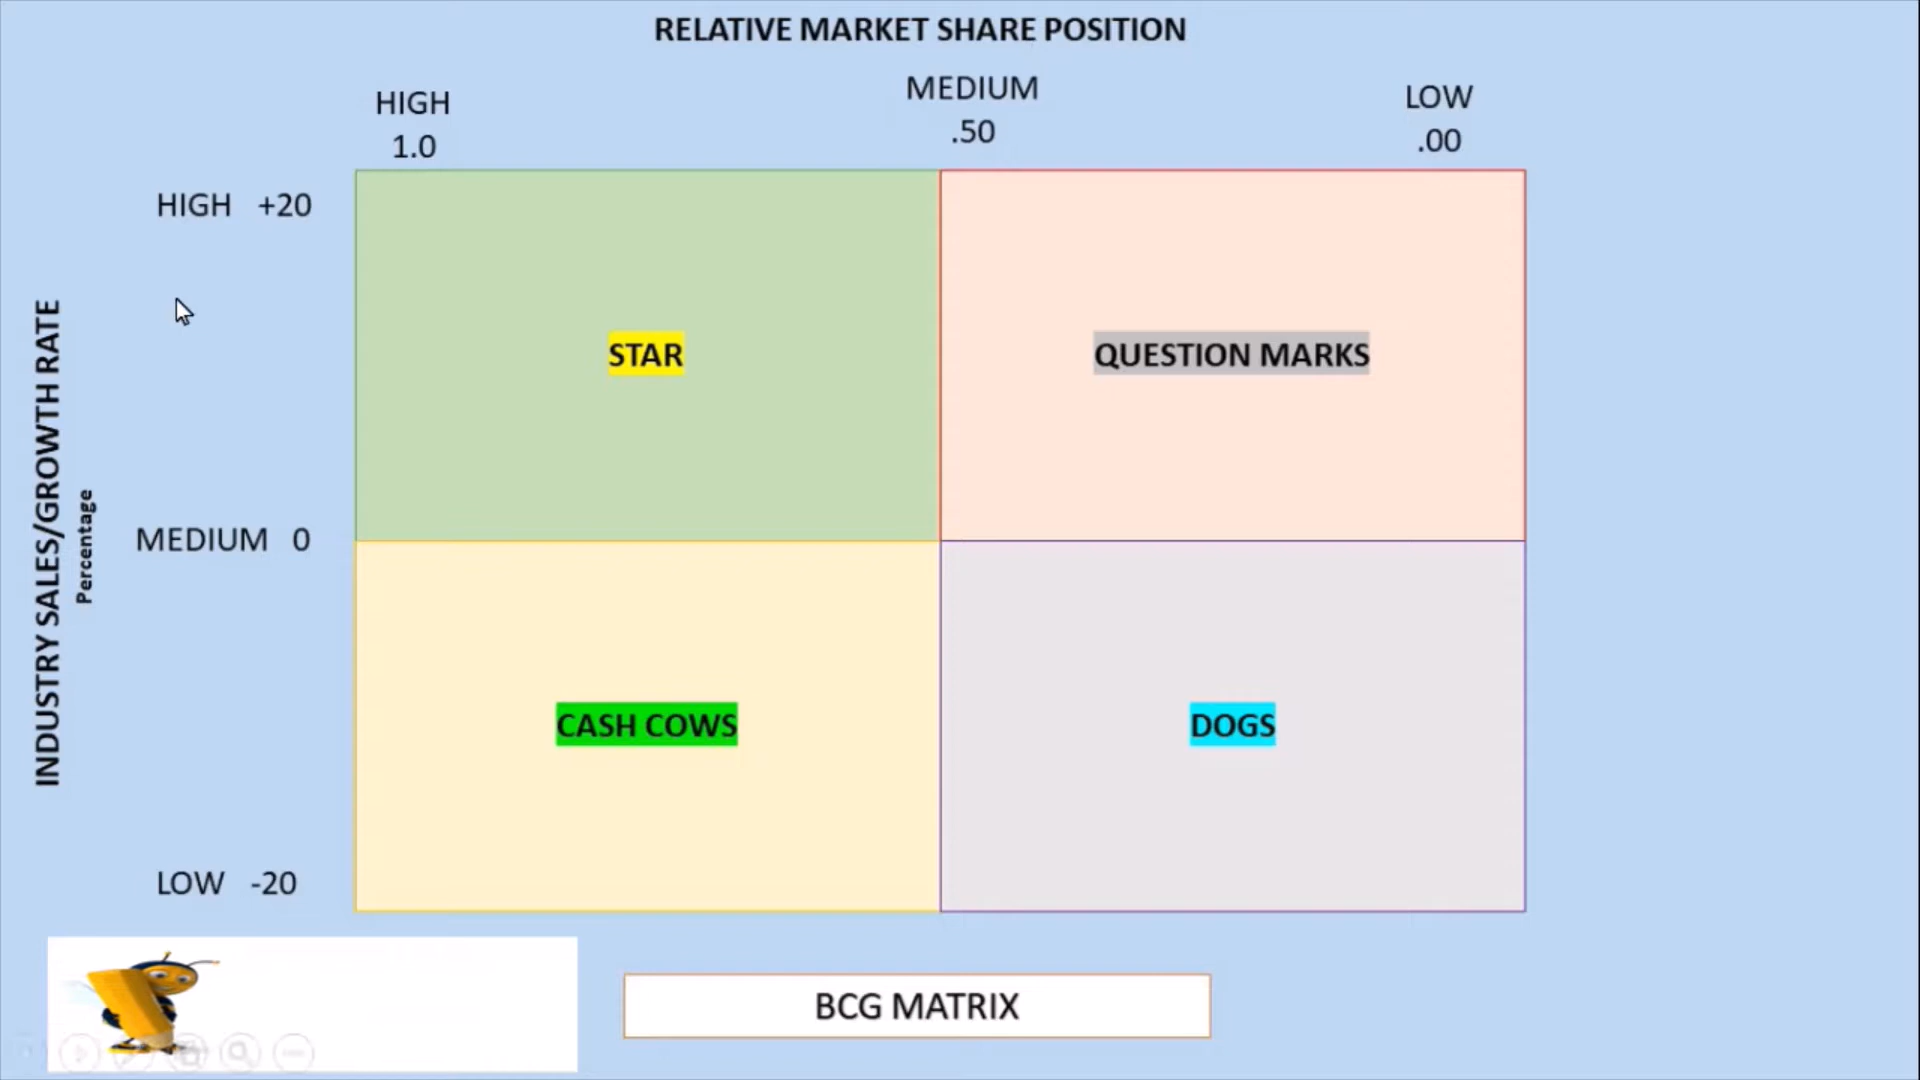 RELATIVE MARKET SHARE POSITION
HIGH
1.0
MEDIUM
.50
LOW
.00
HIGH +20
MEDIUM 0
LOW -20
INDUSTRY SALES/GROWTH RATE
Percentage
STAR
QUESTION MARKS
CASH COWS
DOGS
BCG MATRIX